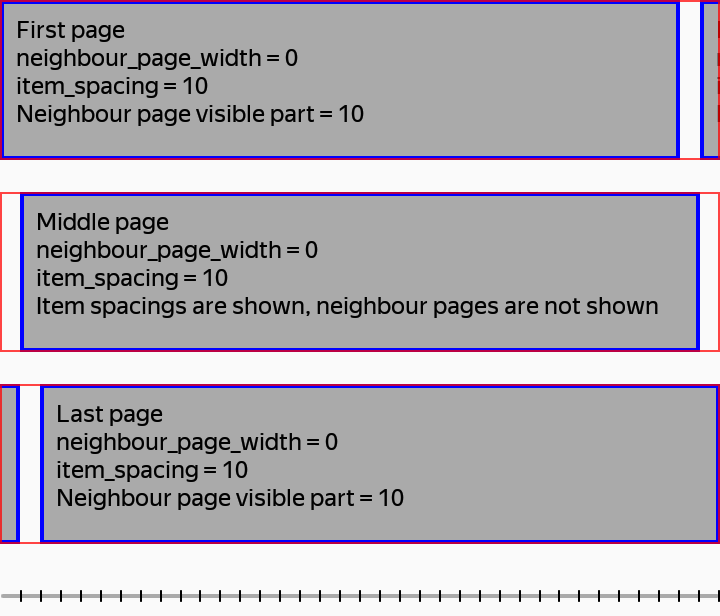 First page
neighbour_page_width = 0
item_spacing = 10
Neighbour page visible part = 10
Middle page
neighbour_page_width = 0
item_spacing = 10
Item spacings are shown, neighbour pages are not shown
Last page
neighbour_page_width = 0
item_spacing = 10
Neighbour page visible part = 10